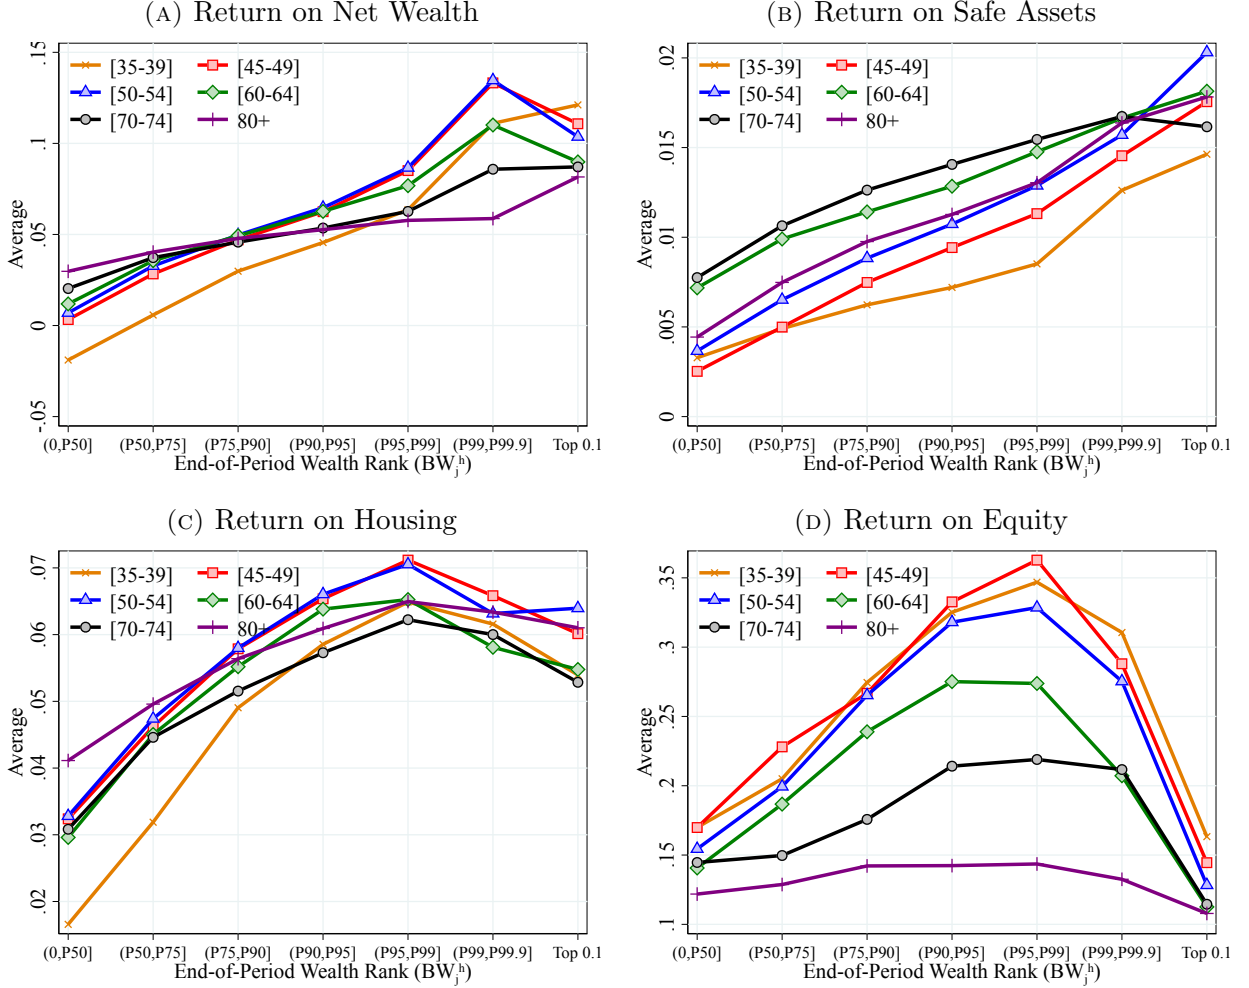 (A) Return on Net Wealth
.15
.1
.05
0
-.05
Average
[35-39]
[45-49]
[50-54]
[60-64]
[70-74]
80+
(0,P50]
(P50,P75]
(P75,P90]
(P90,P95]
(P95,P99]
(P99,P99.9]
Top 0.1
End-of-Period Wealth Rank (BW_j^h)
(B) Return on Safe Assets
.02
.015
.01
.005
0
Average
[35-39]
[45-49]
[50-54]
[60-64]
[70-74]
80+
(0,P50]
(P50,P75]
(P75,P90]
(P90,P95]
(P95,P99]
(P99,P99.9]
Top 0.1
End-of-Period Wealth Rank (BW_j^h)
(C) Return on Housing
.07
.06
.05
.04
.03
.02
Average
[35-39]
[45-49]
[50-54]
[60-64]
[70-74]
80+
(0,P50]
(P50,P75]
(P75,P90]
(P90,P95]
(P95,P99]
(P99,P99.9]
Top 0.1
End-of-Period Wealth Rank (BW_j^h)
(D) Return on Equity
.35
.3
.25
.2
.15
.1
Average
[35-39]
[45-49]
[50-54]
[60-64]
[70-74]
80+
(0,P50]
(P50,P75]
(P75,P90]
(P90,P95]
(P95,P99]
(P99,P99.9]
Top 0.1
End-of-Period Wealth Rank (BW_j^h)